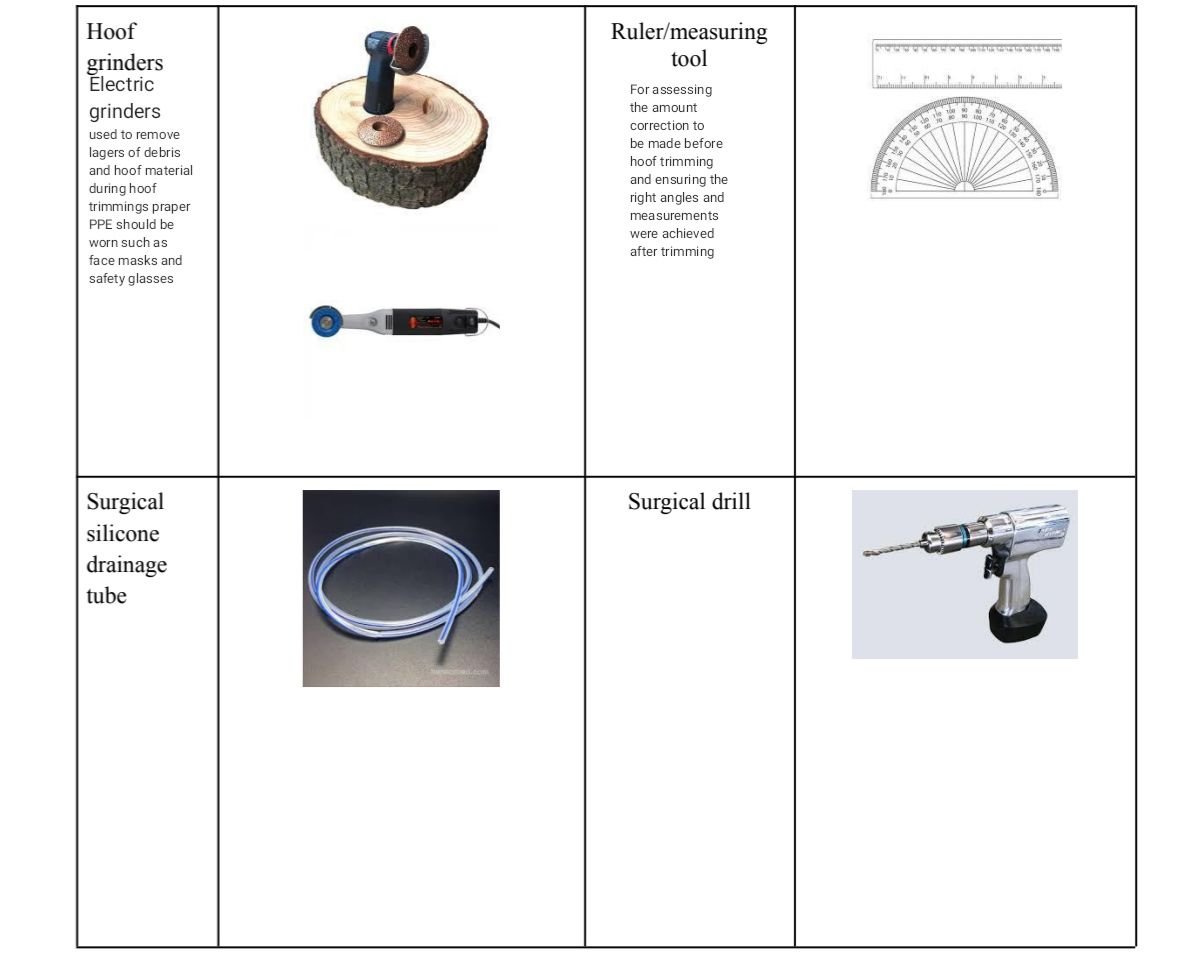 Hoof
grinders
Electric
grinders
used to remove
lagers of debris
and hoof material
during hoof
trimmings praper
PPE should be
worn such as
face masks and
safety glasses
Ruler/measuring
tool
For assessing
the amount
correction to
be made before
hoof trimming
and ensuring the
right angles and
measurements
were achieved
after trimming
Surgical
silicone
drainage
tube
Surgical drill